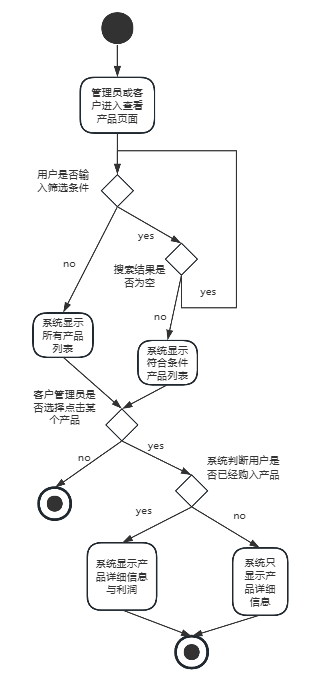 管理员或客
户进入查看
产品页面
用户是否输
入筛选条件
yes
搜索结果是
否为空
no
yes
no
系统显示
所有产品
列表
系统显示
符合条件
产品列表
客户管理员是
否选择点击某
个产品
yes
no
系统判断用户是
否已经购入产品
yes
no
系统显示产
品详细信息
与利润
系统只
显示产
品详细
信息